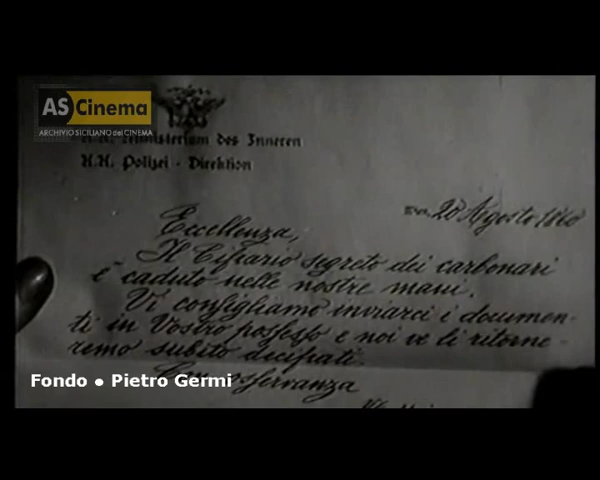 AS Cinema
ARCHIVIO SICILIANO del CINEMA
Ministerium des Inneren
K.K. Polizei - Direktion
20 Agosto 1860
Eccellenza,
Il Cifrario segreto dei carbonari
è caduto nelle nostre mani.
Vi consigliamo inviarci i documen-
ti in Vostro possesso e noi ve li ritorne-
remo subito decifrati.
Con osservanza
Fondo ● Pietro Germi